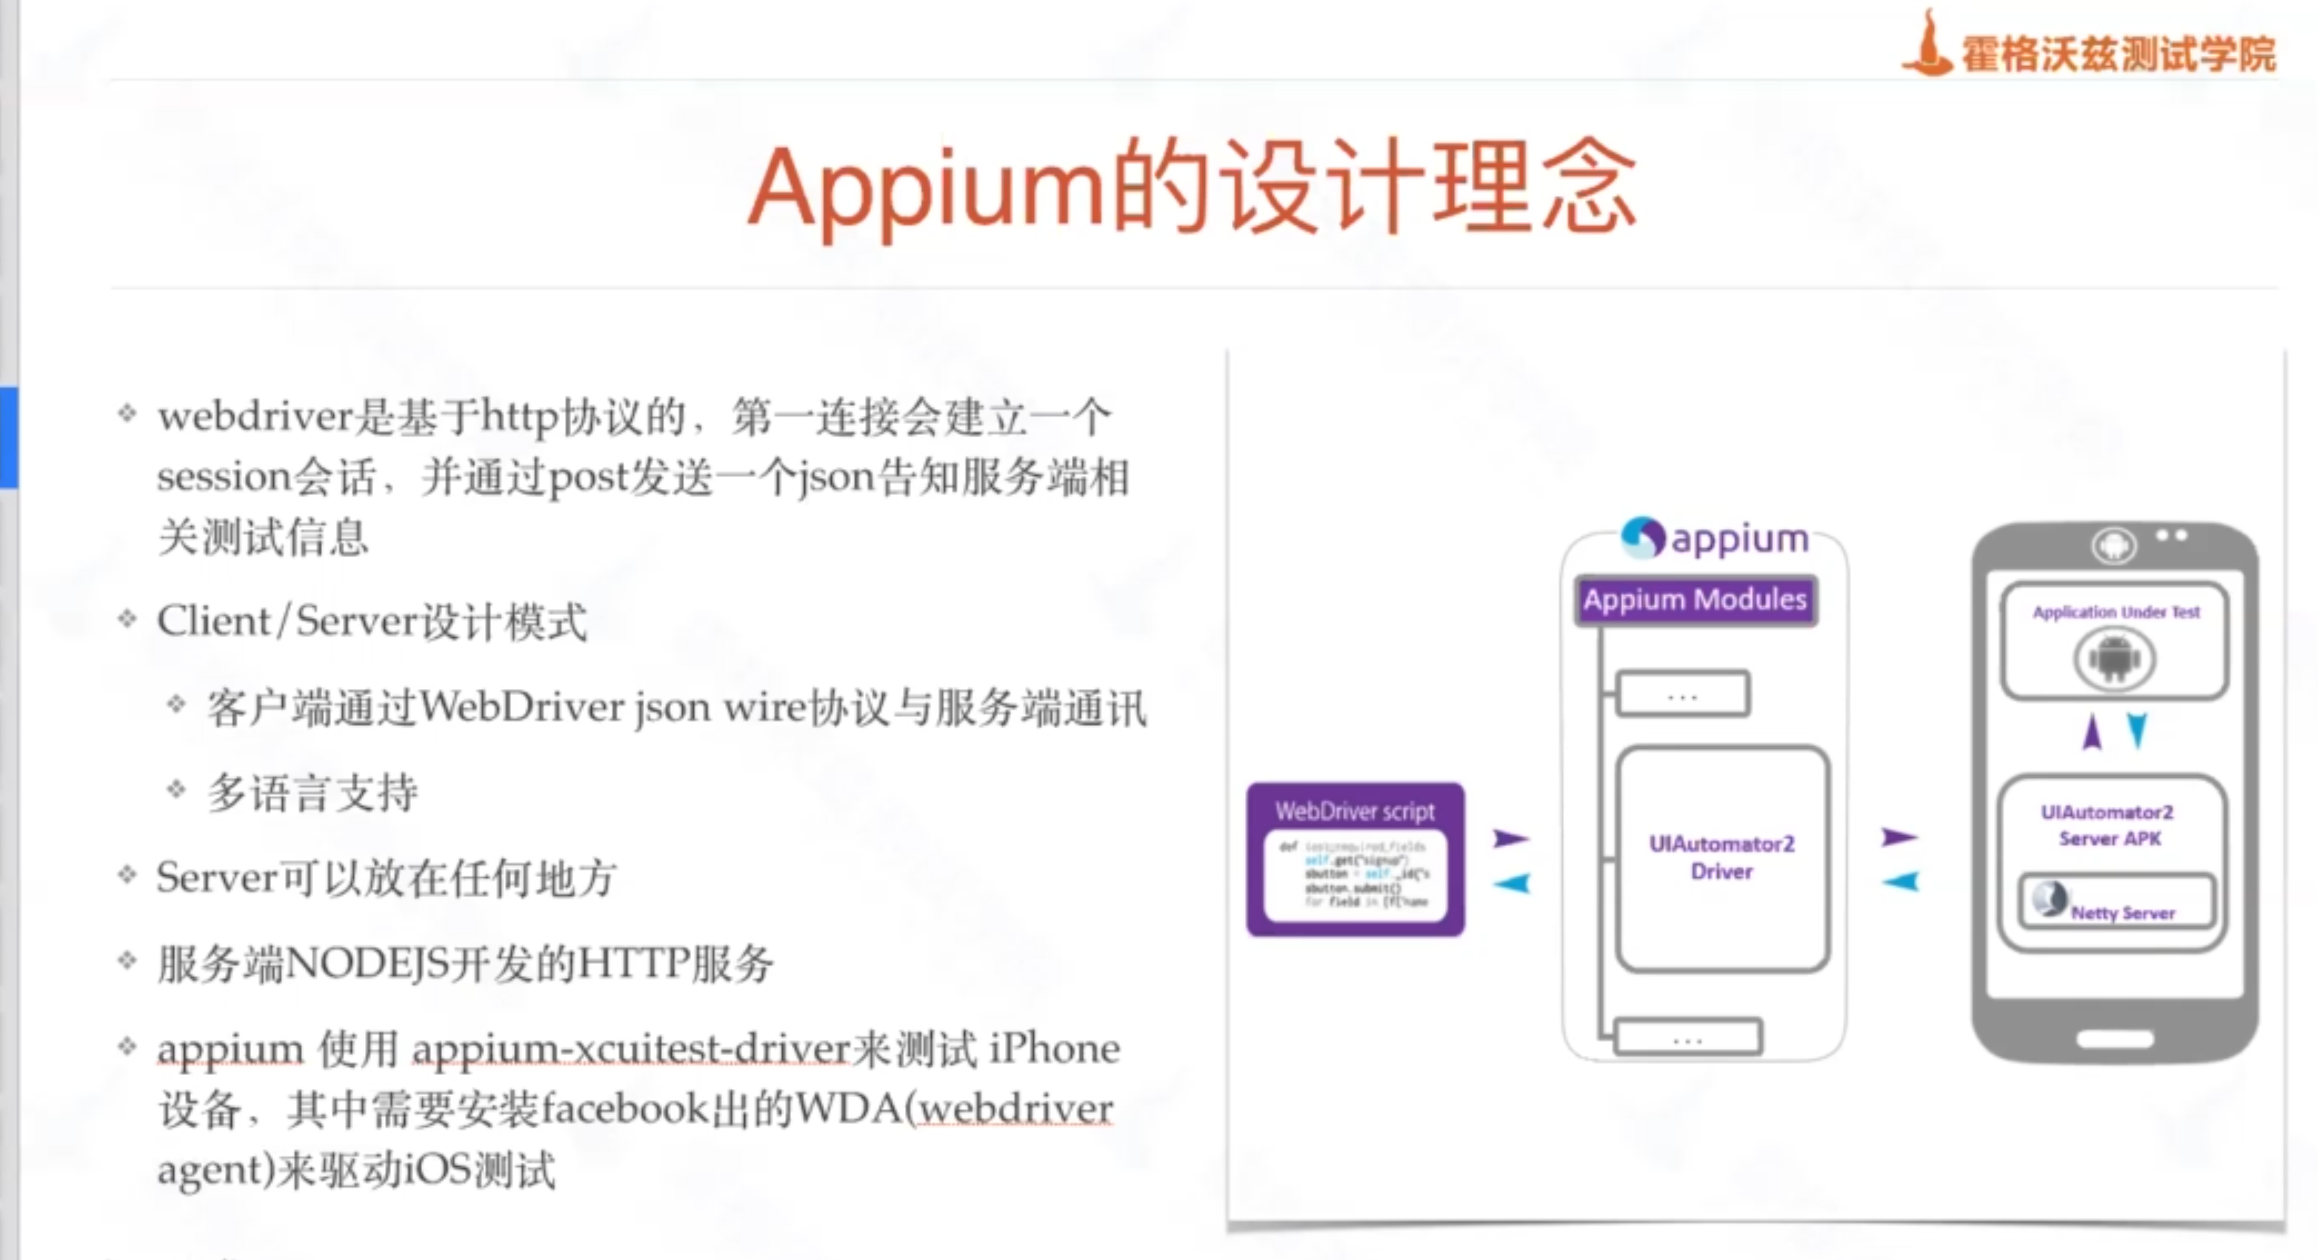 霍格沃兹测试学院
Appium的设计理念
webdriver是基于http协议的，第一连接会建立一个
session会话，并通过post发送一个json告知服务端相
关测试信息
Client/Server设计模式
客户端通过WebDriver json wire协议与服务端通讯
多语言支持
Server可以放在任何地方
服务端NODEJS开发的HTTP服务
appium 使用 appium-xcuitest-driver来测试 iPhone
设备，其中需要安装facebook出的WDA(webdriver
agent)来驱动iOS测试
WebDriver script
self.get("signup")
sbutton.submit()
appium
Appium Modules
...
UIAutomator2
Driver
...
Application Under Test
UIAutomator2
Server APK
Netty Server